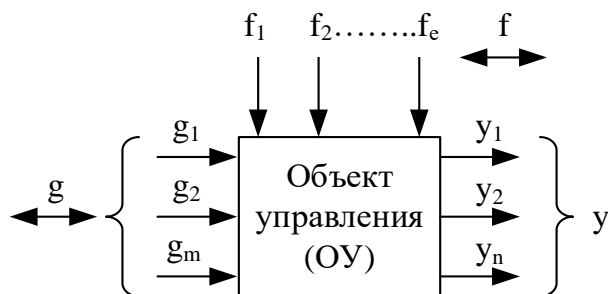 f₁ f₂........fₑ f
g₁ y₁
g Объект
g₂ управления y₂ y
gₘ (ОУ) yₙ